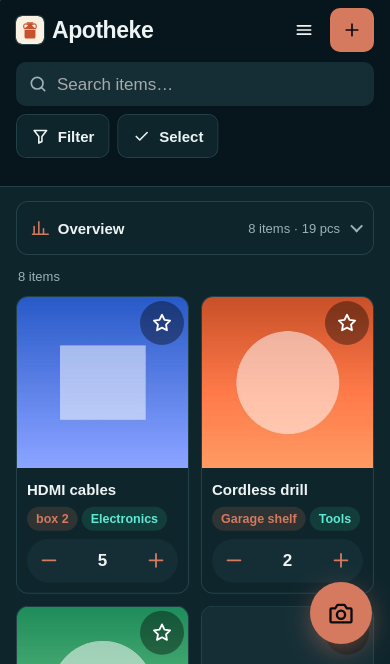 Apotheke
Search items…
Filter
Select
Overview
8 items · 19 pcs
8 items
HDMI cables
box 2
Electronics
5
Cordless drill
Garage shelf
Tools
2